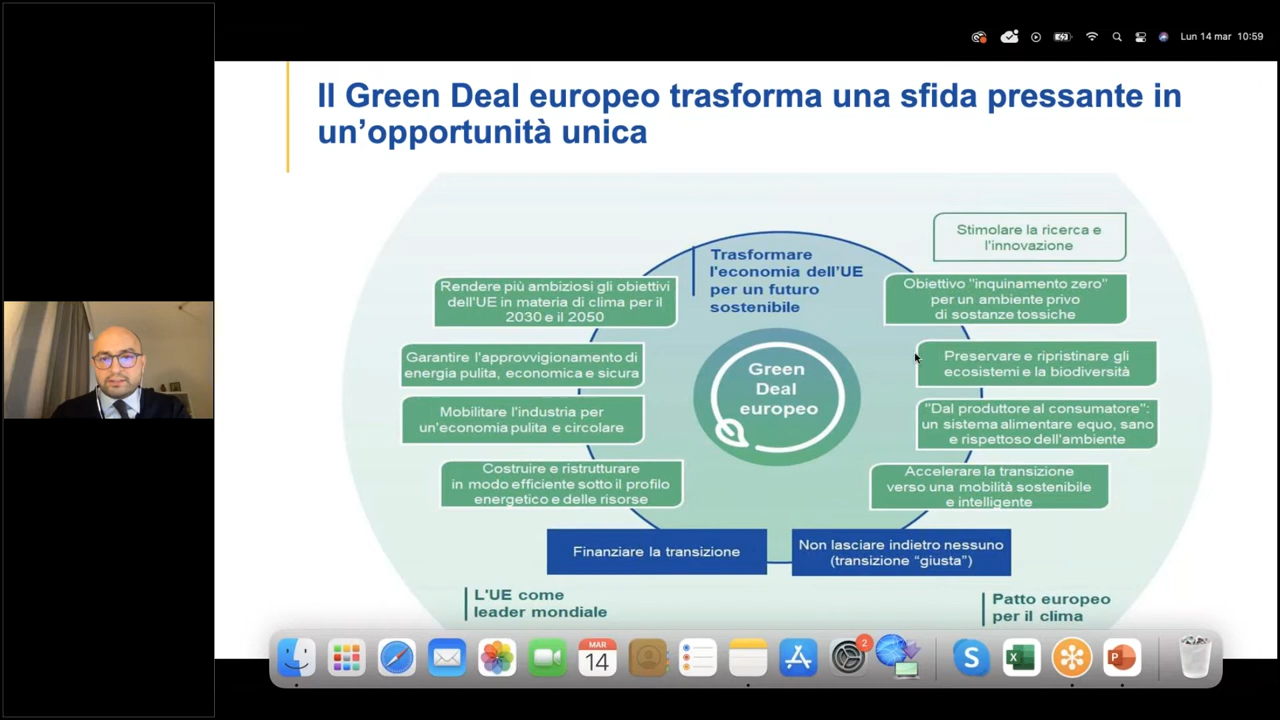 Lun 14 mar 10:59
Il Green Deal europeo trasforma una sfida pressante in
un’opportunità unica
Trasformare
l'economia dell’UE
per un futuro
sostenibile
Stimolare la ricerca e
l'innovazione
Rendere più ambiziosi gli obiettivi
dell'UE in materia di clima per il
2030 e il 2050
Obiettivo "inquinamento zero"
per un ambiente privo
di sostanze tossiche
Garantire l'approvvigionamento di
energia pulita, economica e sicura
Green
Deal
europeo
Preservare e ripristinare gli
ecosistemi e la biodiversità
Mobilitare l'industria per
un'economia pulita e circolare
"Dal produttore al consumatore":
un sistema alimentare equo, sano
e rispettoso dell'ambiente
Costruire e ristrutturare
in modo efficiente sotto il profilo
energetico e delle risorse
Accelerare la transizione
verso una mobilità sostenibile
e intelligente
Finanziare la transizione
Non lasciare indietro nessuno
(transizione “giusta”)
L'UE come
leader mondiale
Patto europeo
per il clima
MAR
14
2
S
X
P